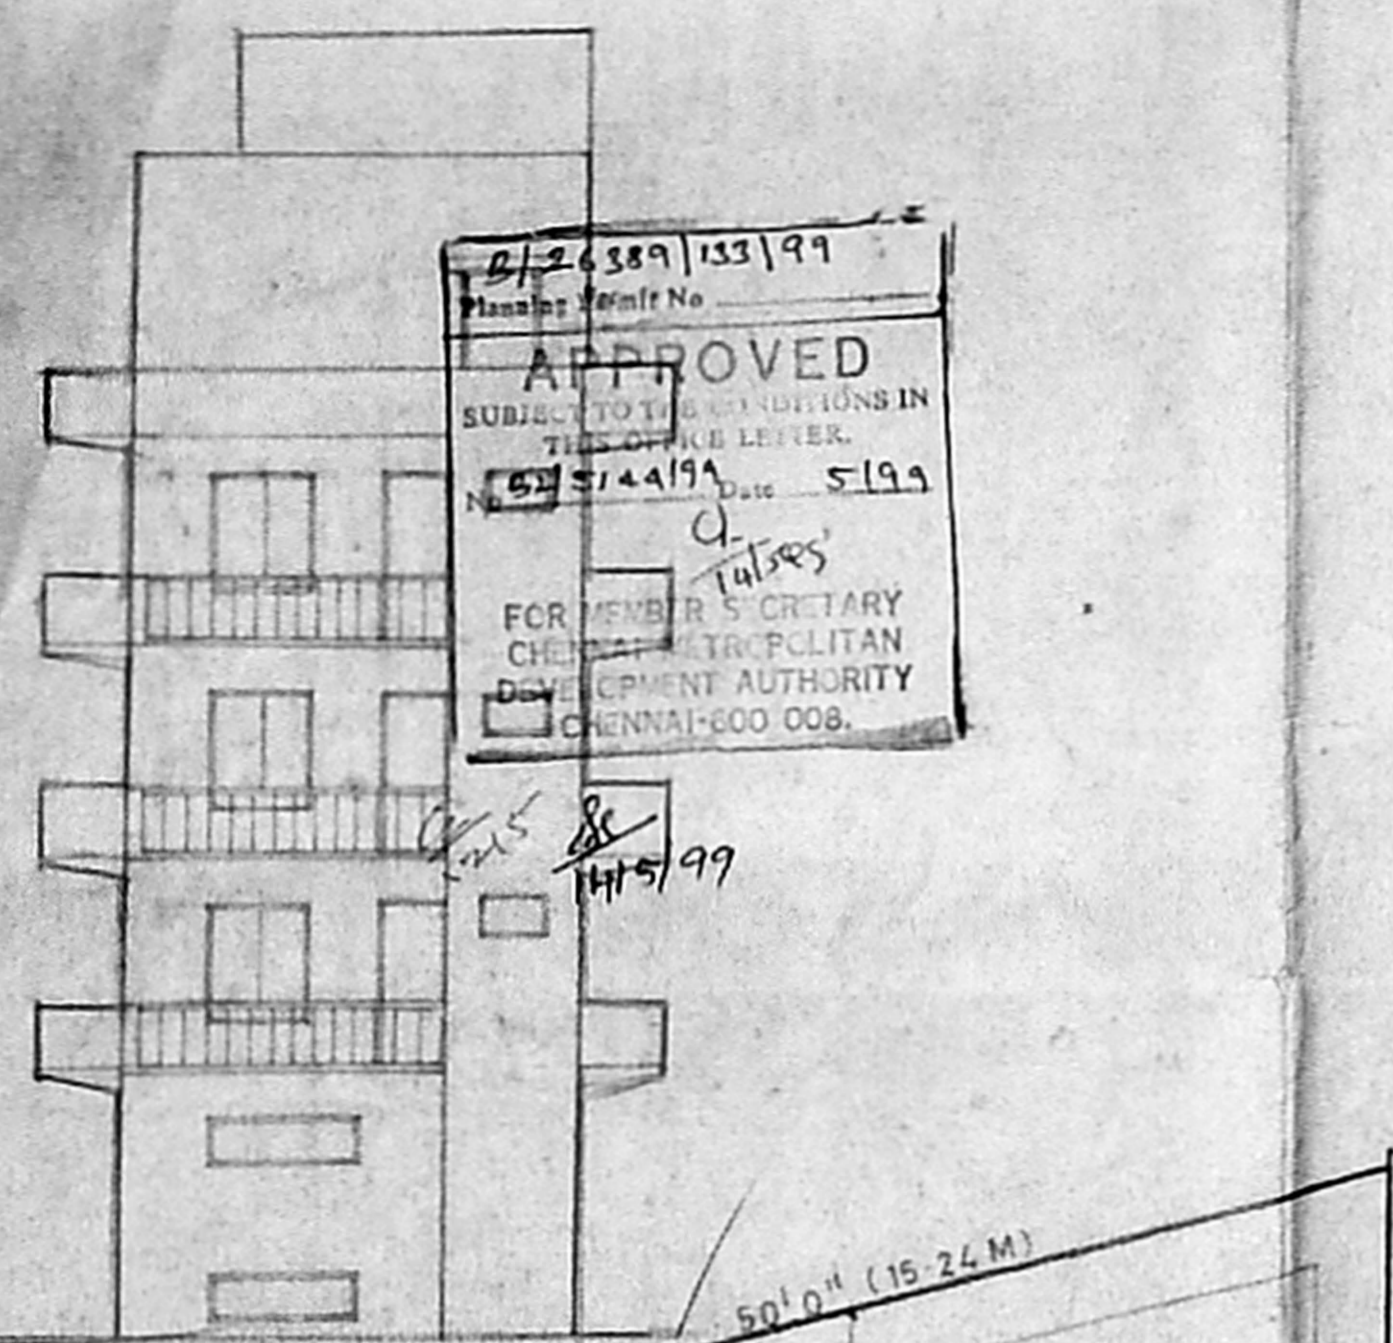 B/26389/133/99
Planning Permit No
APPROVED
SUBJECT TO THE CONDITIONS IN
THIS OFFICE LETTER.
No B2/5144/99 Date 5/99
FOR MEMBER SECRETARY
CHENNAI METROPOLITAN
DEVELOPMENT AUTHORITY
CHENNAI-600 008.
14/5/99
50'0" (15-24 M)